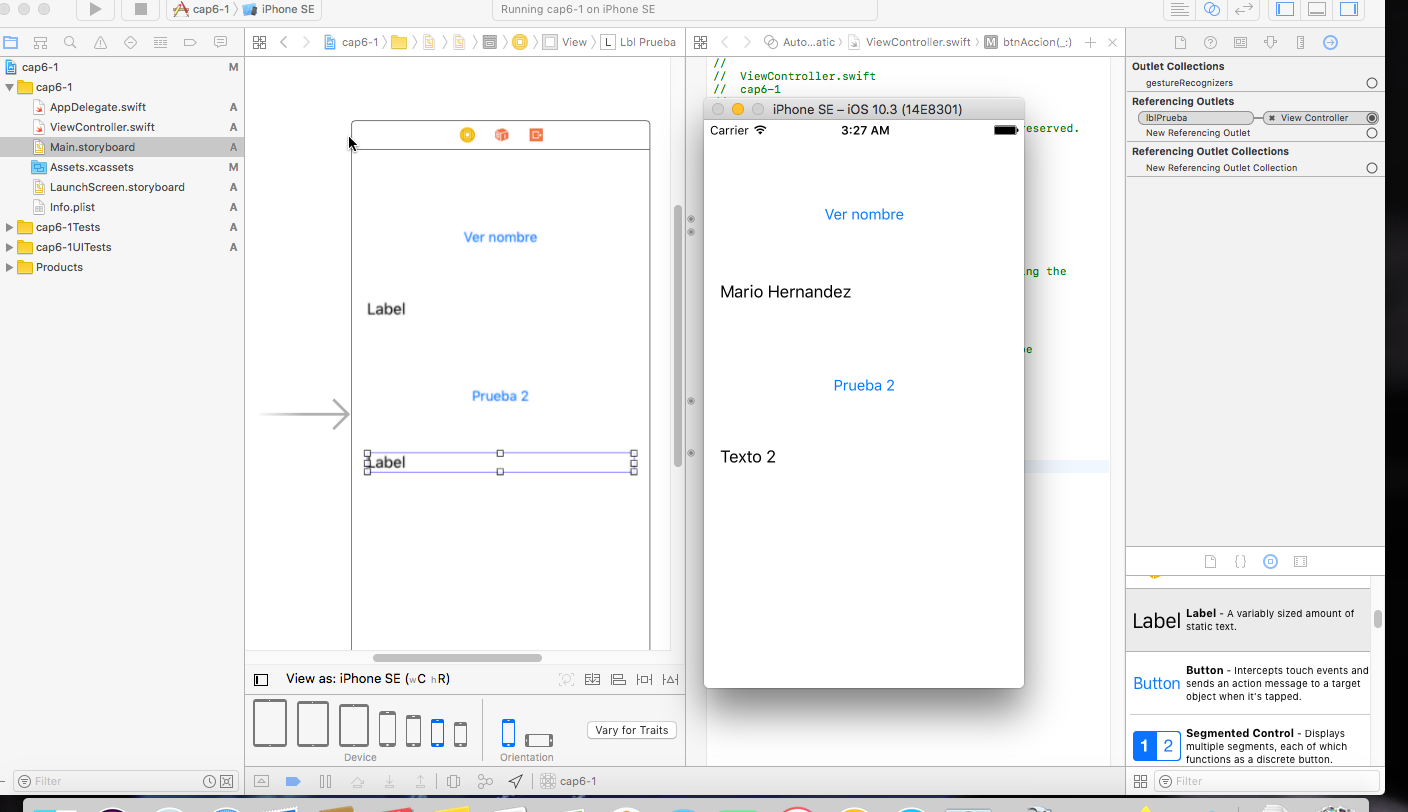 cap6-1 〉 iPhone SE
Running cap6-1 on iPhone SE
cap6-1 〉 View 〉 L Lbl Prueba
Auto...atic 〉 ViewController.swift 〉 M btnAccion(_:)
cap6-1 M
cap6-1
AppDelegate.swift A
ViewController.swift A
Main.storyboard A
Assets.xcassets M
LaunchScreen.storyboard A
Info.plist A
cap6-1Tests A
cap6-1UITests A
Products
Filter
Ver nombre
Label
Prueba 2
Label
View as: iPhone SE (wC hR)
Device
Orientation
Vary for Traits
cap6-1
//
// ViewController.swift
// cap6-1
reserved.
ng the
iPhone SE – iOS 10.3 (14E8301)
Carrier 3:27 AM
Ver nombre
Mario Hernandez
Prueba 2
Texto 2
Outlet Collections
gestureRecognizers
Referencing Outlets
lblPrueba View Controller
New Referencing Outlet
Referencing Outlet Collections
New Referencing Outlet Collection
Label Label - A variably sized amount of
static text.
Button Button - Intercepts touch events and
sends an action message to a target
object when it's tapped.
1 2 Segmented Control - Displays
multiple segments, each of which
functions as a discrete button.
Filter